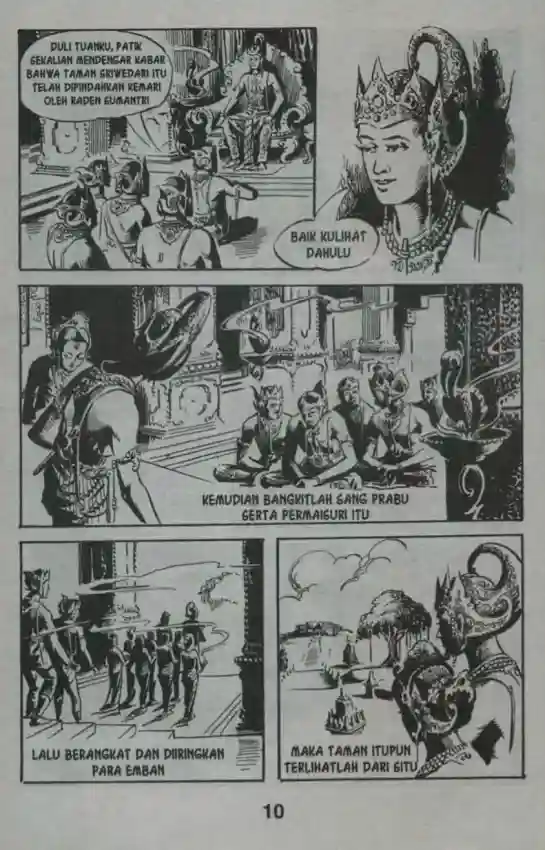 DULI TUANKU, PATIK
SEKALIAN MENDENGAR KABAR
BAHWA TAMAN SRIWEDARI ITU
TELAH DIPINDAHKAN KEMARI
OLEH RADEN SUMANTRI
BAIK KULIHAT
DAHULU
KEMUDIAN BANGKITLAH SANG PRABU
SERTA PERMAISURI ITU
LALU BERANGKAT DAN DIIRINGKAN
PARA EMBAN
MAKA TAMAN ITUPUN
TERLIHATLAH DARI SITU
10